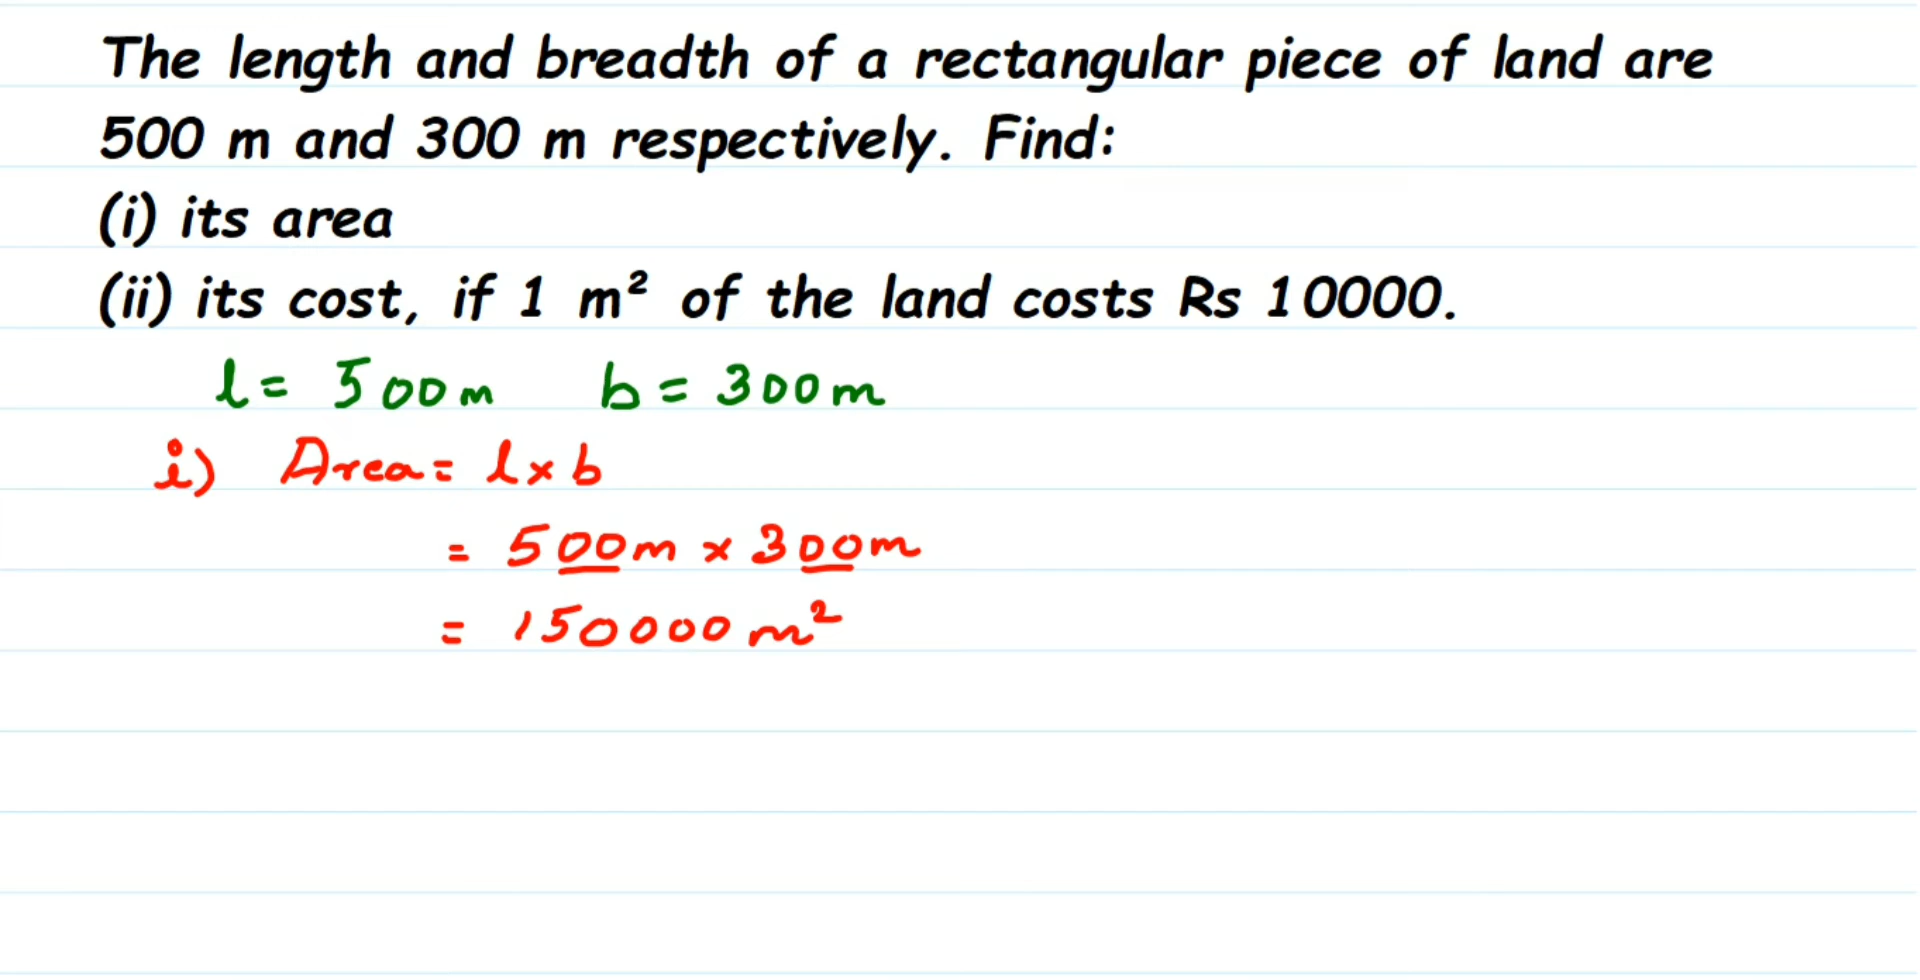 The length and breadth of a rectangular piece of land are
500 m and 300 m respectively. Find:
(i) its area
(ii) its cost, if 1 m² of the land costs Rs 10000.
l = 500m b = 300m
i) Area = l × b
= 500m × 300m
= 150000 m²